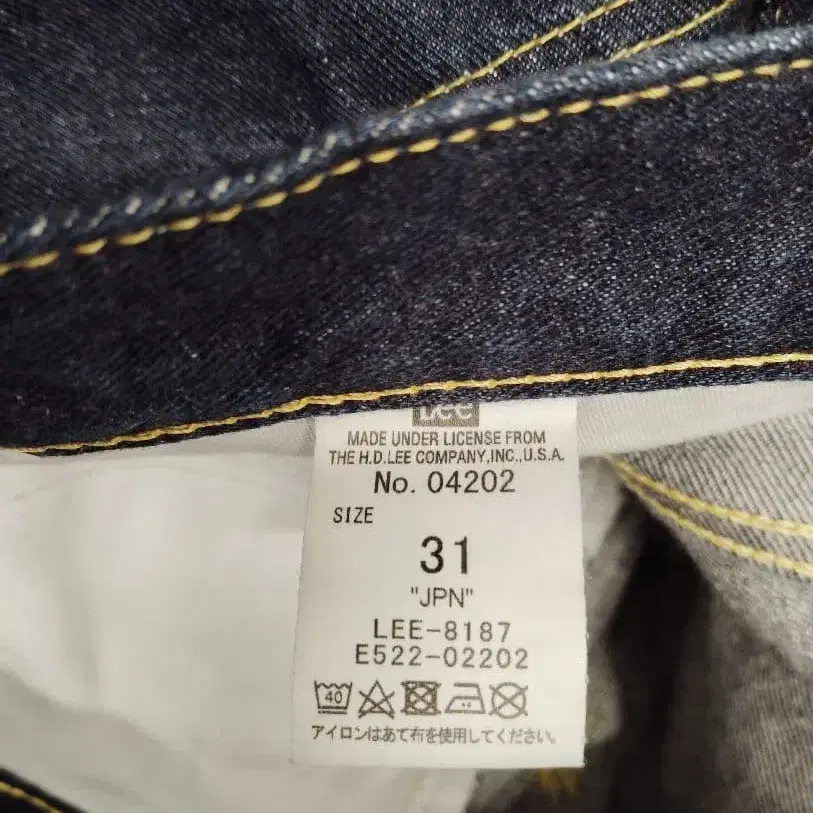 Lee
MADE UNDER LICENSE FROM
THE H.D.LEE COMPANY,INC.,U.S.A.
No. 04202
SIZE
31
"JPN"
LEE-8187
E522-02202
40
アイロンはあて布を使用してください。